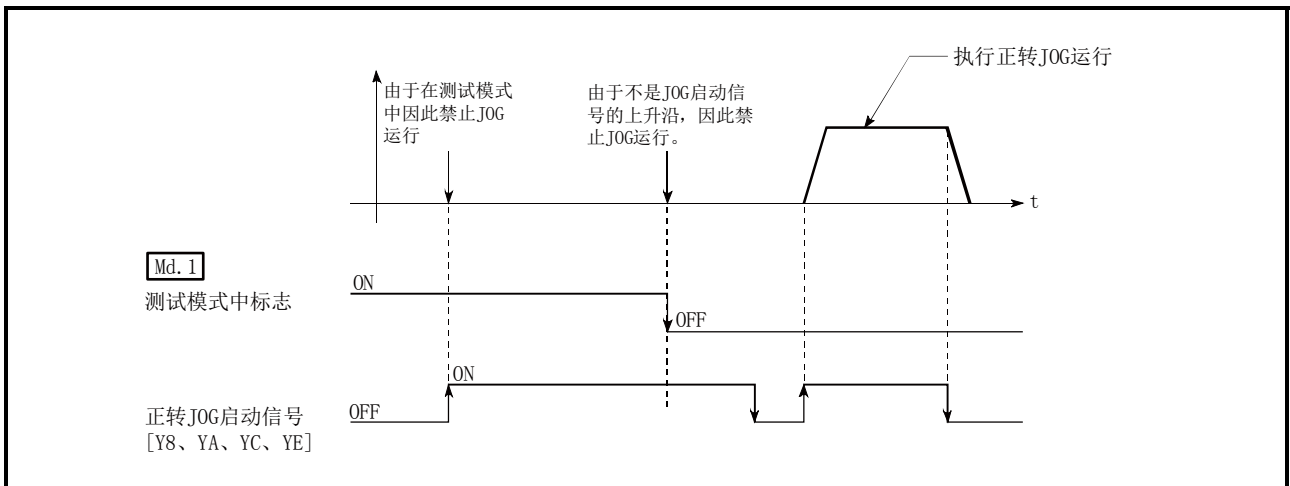 执行正转JOG运行
由于在测试模式
中因此禁止JOG
运行
由于不是JOG启动信
号的上升沿，因此禁
止JOG运行。
t
Md.1
测试模式中标志
ON
OFF
正转JOG启动信号
[Y8、YA、YC、YE]
OFF
ON